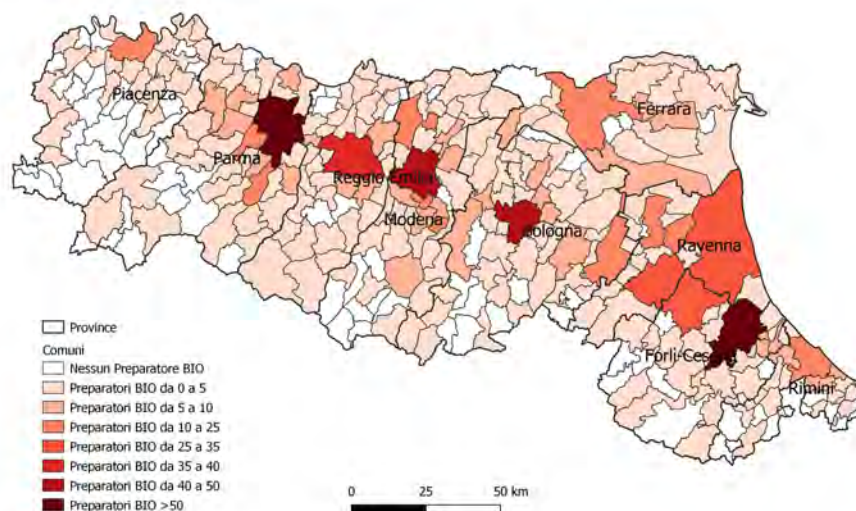 Piacenza
Ferrara
Parma
Reggio-Emilia
Modena
Bologna
Ravenna
Forlì-Cesena
Rimini
Province
Comuni
Nessun Preparatore BIO
Preparatori BIO da 0 a 5
Preparatori BIO da 5 a 10
Preparatori BIO da 10 a 25
Preparatori BIO da 25 a 35
Preparatori BIO da 35 a 40
Preparatori BIO da 40 a 50
Preparatori BIO >50
0 25 50 km